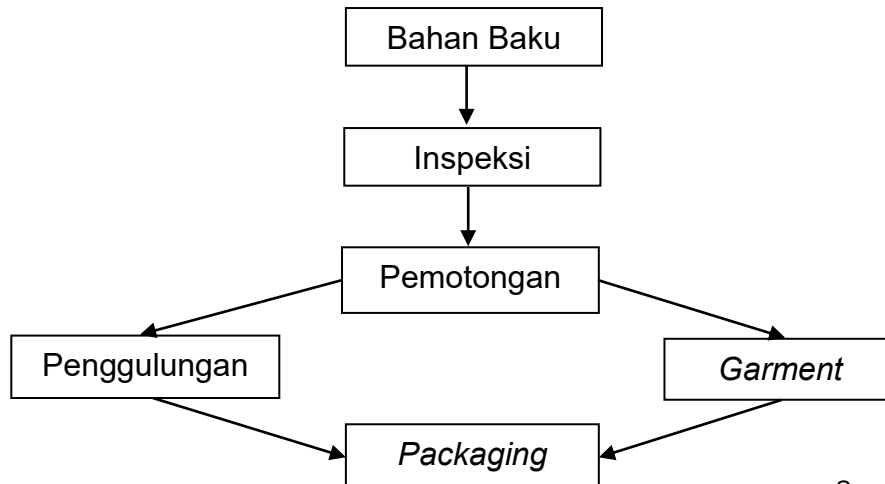 Bahan Baku
Inspeksi
Pemotongan
Penggulungan
Garment
Packaging